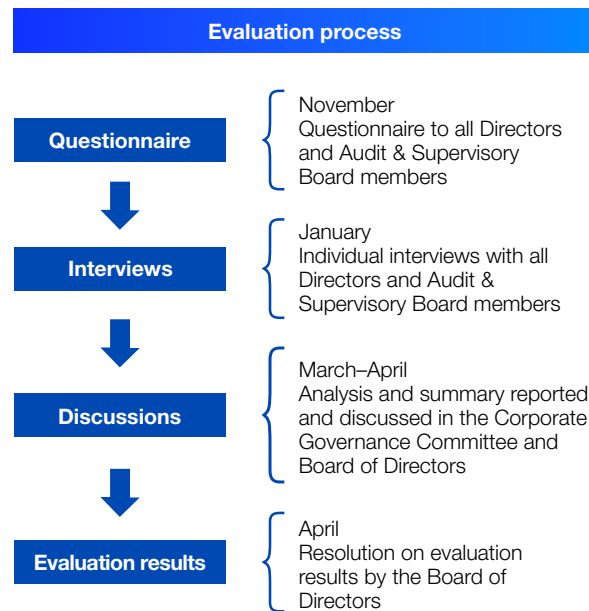 Evaluation process
Questionnaire
November
Questionnaire to all Directors
and Audit & Supervisory
Board members
Interviews
January
Individual interviews with all
Directors and Audit &
Supervisory Board members
Discussions
March–April
Analysis and summary reported
and discussed in the Corporate
Governance Committee and
Board of Directors
Evaluation results
April
Resolution on evaluation
results by the Board of
Directors